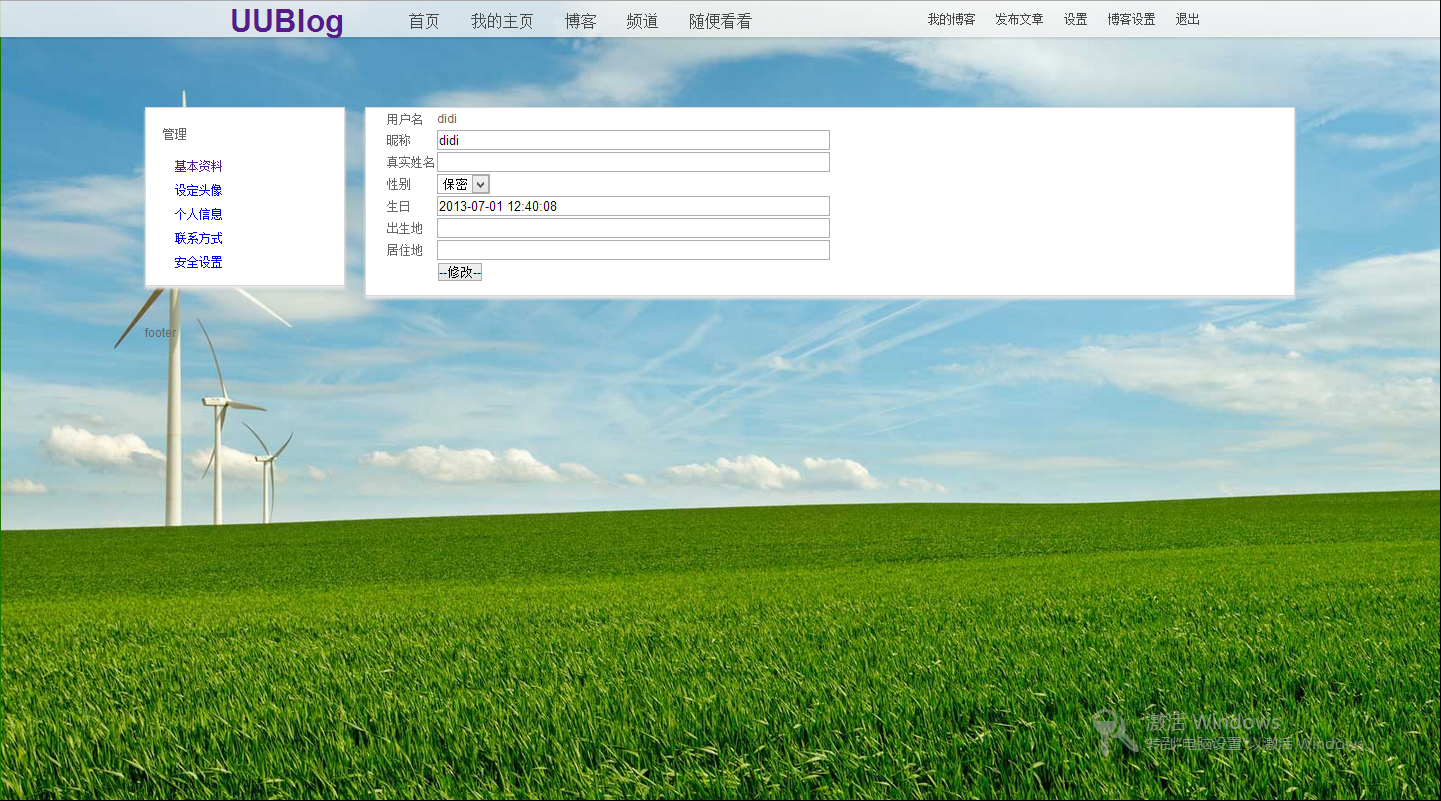 UUBlog 首页 我的主页 博客 频道 随便看看 我的博客 发布文章 设置 博客设置 退出
管理
基本资料
设定头像
个人信息
联系方式
安全设置
用户名 didi
昵称 didi
真实姓名
性别 保密
生日 2013-07-01 12:40:08
出生地
居住地
--修改--
footer
激活 Windows
转到"电脑设置"以激活 Windows。